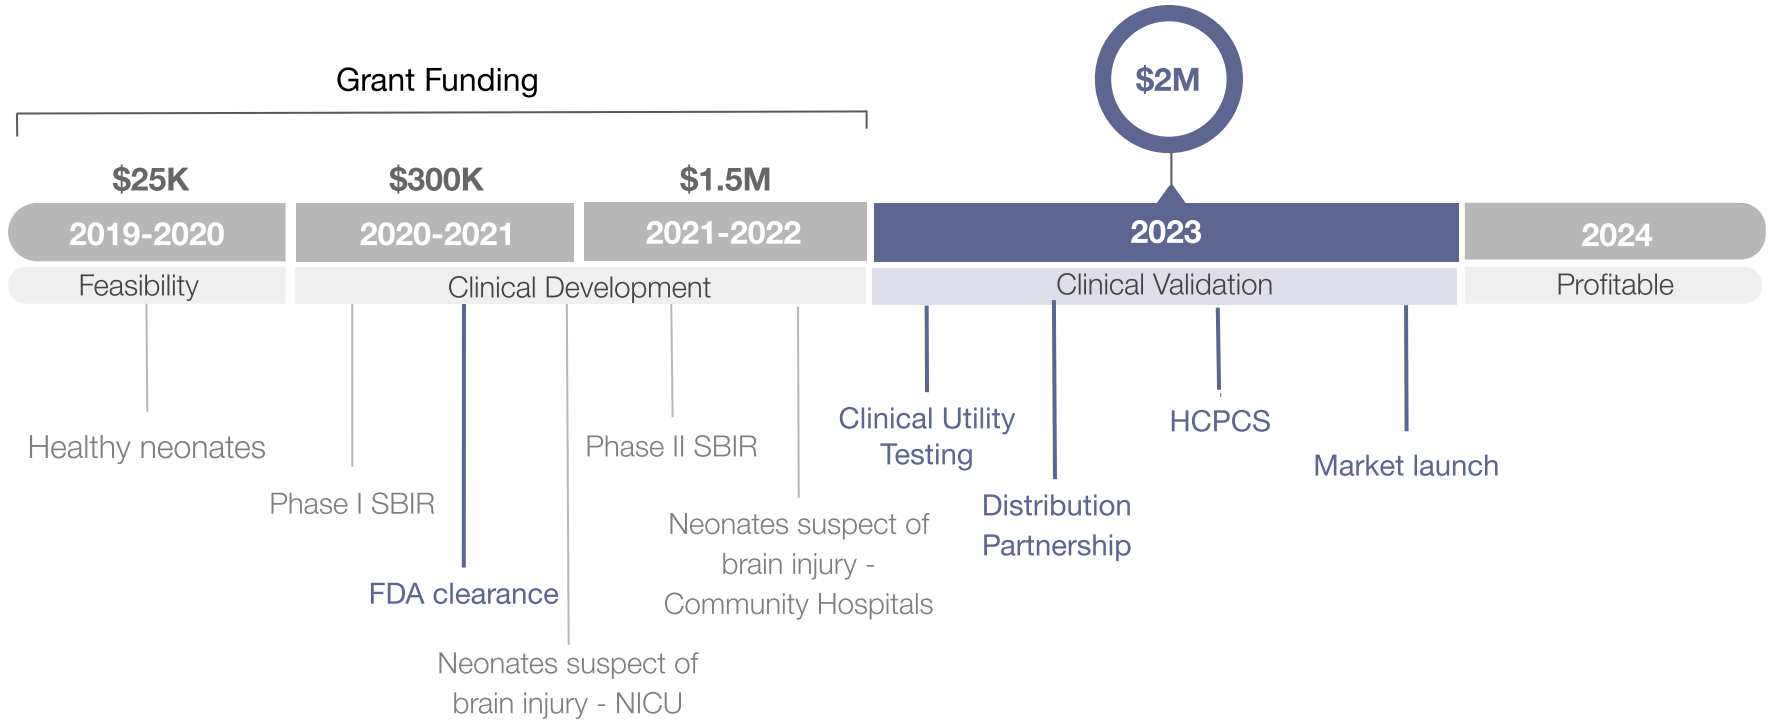 Grant Funding
$2M
$25K
$300K
$1.5M
2019-2020
2020-2021
2021-2022
2023
2024
Feasibility
Clinical Development
Clinical Validation
Profitable
Healthy neonates
Phase I SBIR
FDA clearance
Neonates suspect of
brain injury - NICU
Phase II SBIR
Neonates suspect of
brain injury -
Community Hospitals
Clinical Utility
Testing
Distribution
Partnership
HCPCS
Market launch